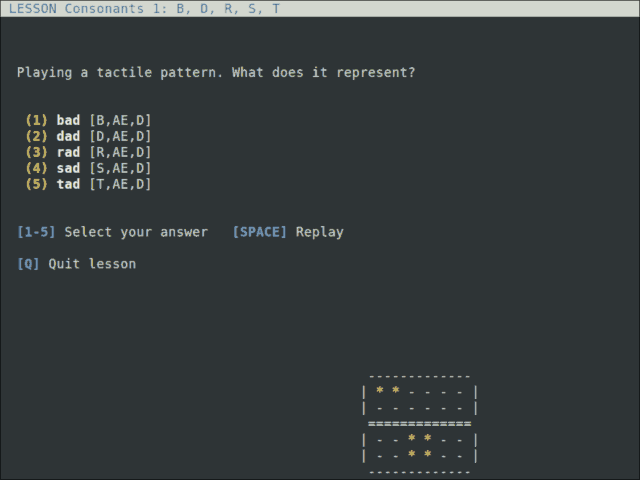 LESSON Consonants 1: B, D, R, S, T
Playing a tactile pattern. What does it represent?
(1) bad [B,AE,D]
(2) dad [D,AE,D]
(3) rad [R,AE,D]
(4) sad [S,AE,D]
(5) tad [T,AE,D]
[1-5] Select your answer [SPACE] Replay
[Q] Quit lesson
-------------
| * * - - - - |
| - - - - - - |
=============
| - - * * - - |
| - - * * - - |
-------------